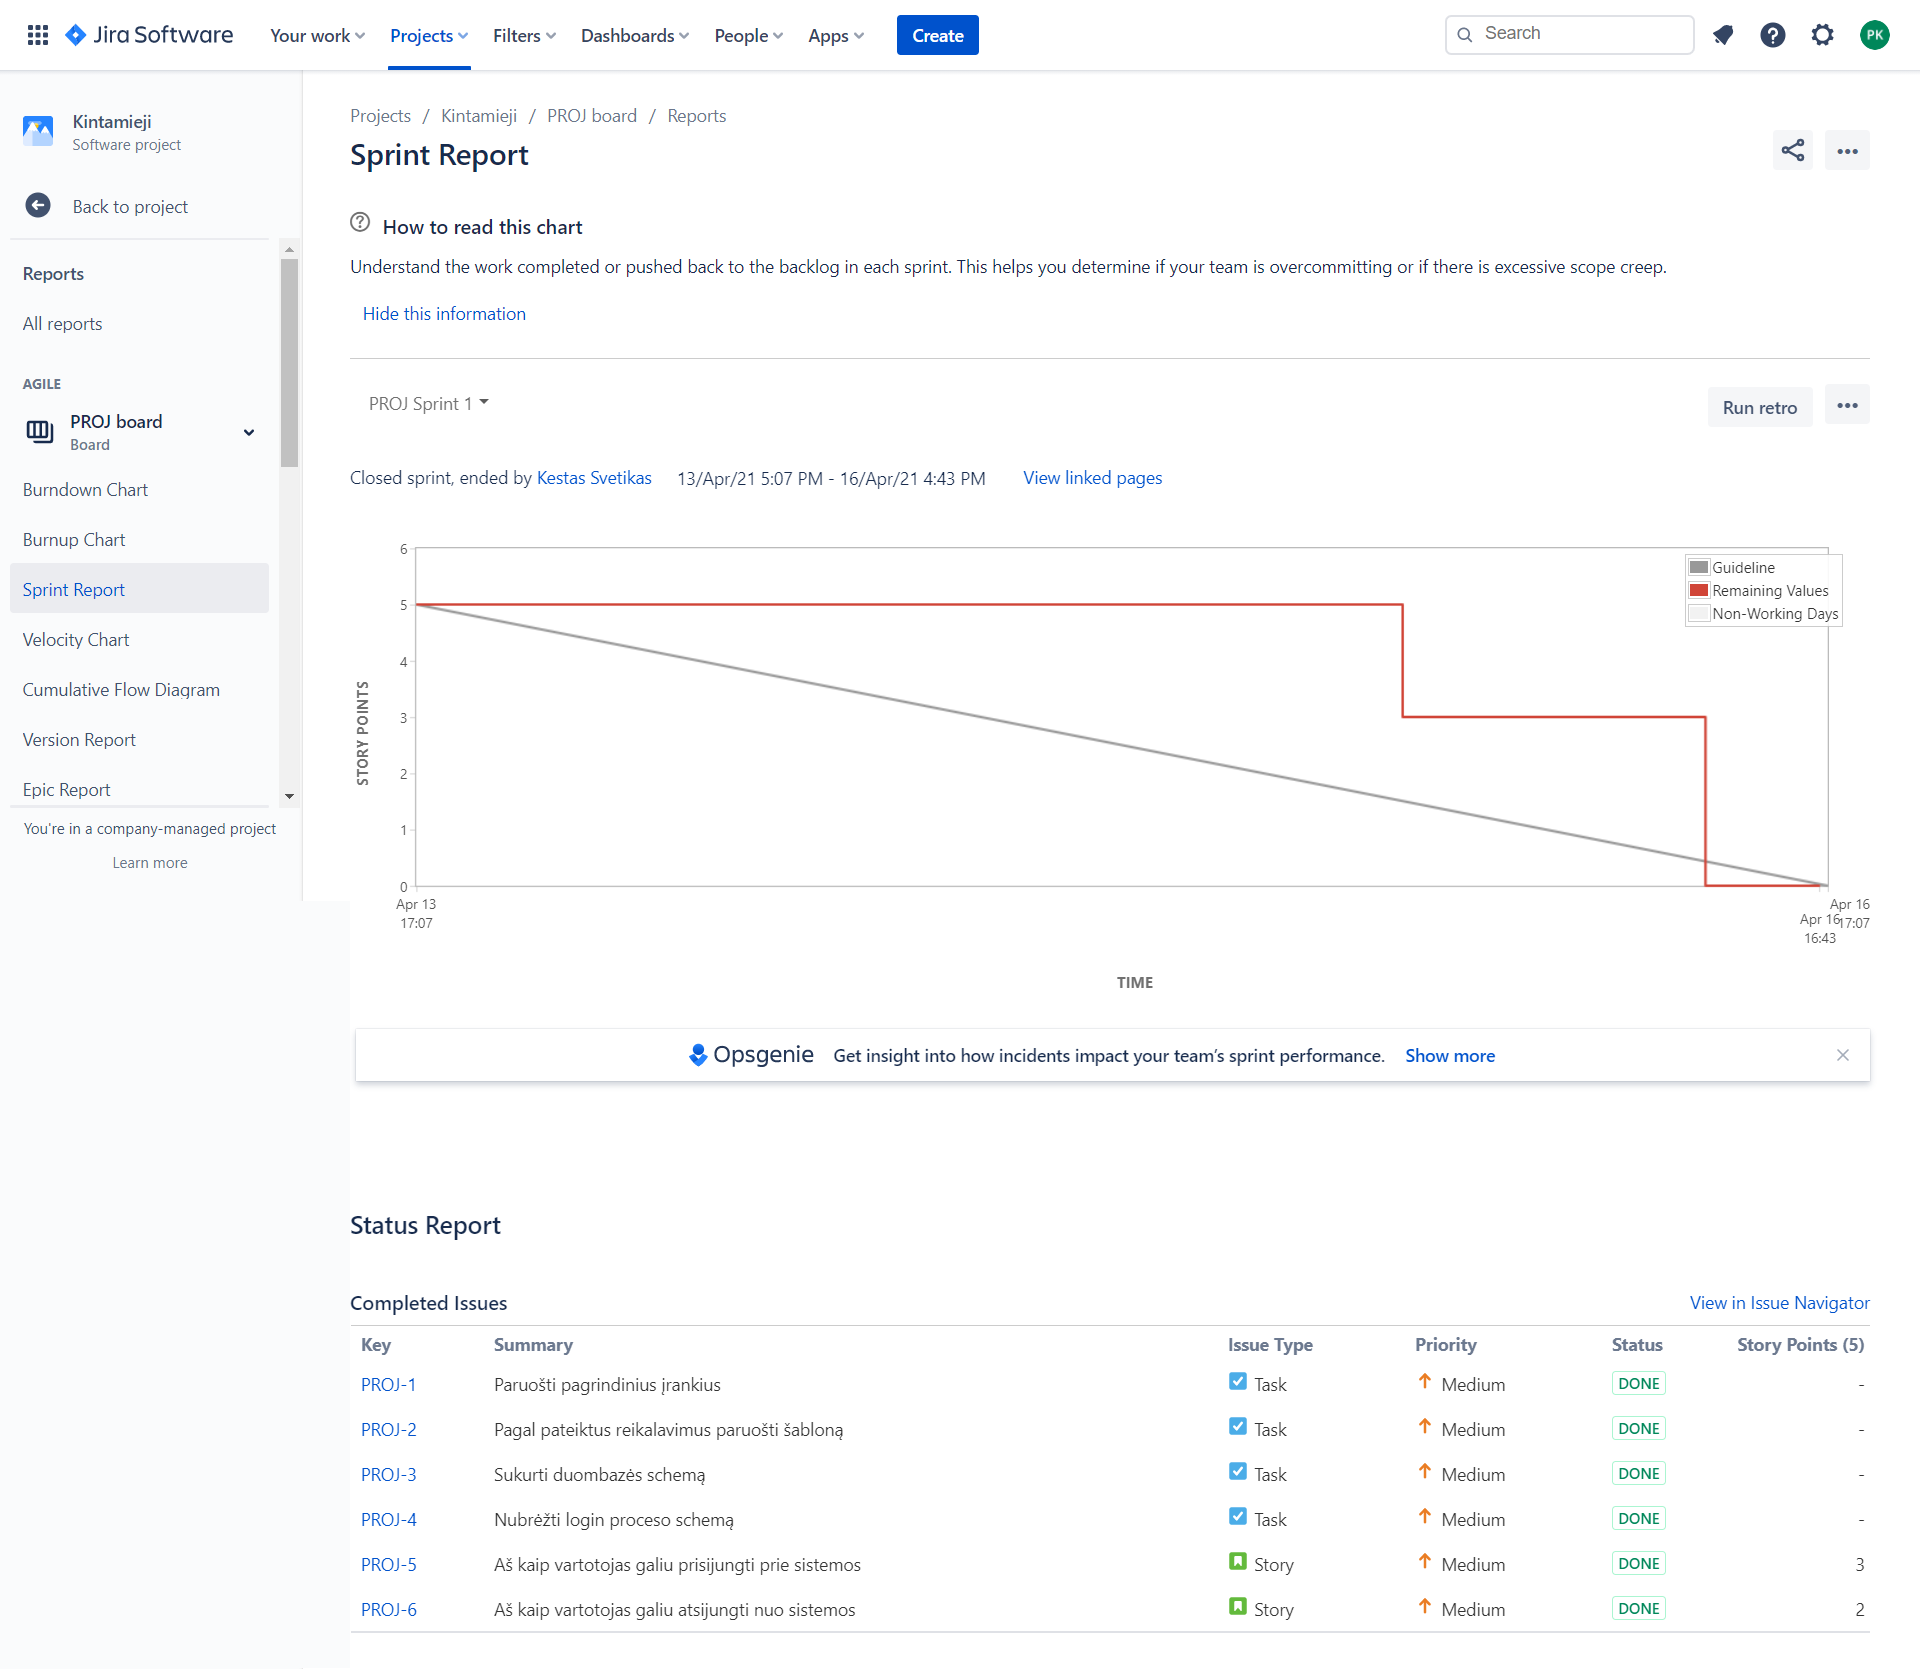 Jira Software Your work Projects Filters Dashboards People Apps Create Search PK
Kintamieji
Software project
Back to project
Reports
All reports
AGILE
PROJ board
Board
Burndown Chart
Burnup Chart
Sprint Report
Velocity Chart
Cumulative Flow Diagram
Version Report
Epic Report
You're in a company-managed project
Learn more
Projects / Kintamieji / PROJ board / Reports
Sprint Report
How to read this chart
Understand the work completed or pushed back to the backlog in each sprint. This helps you determine if your team is overcommitting or if there is excessive scope creep.
Hide this information
PROJ Sprint 1
Run retro
Closed sprint, ended by Kestas Svetikas 13/Apr/21 5:07 PM - 16/Apr/21 4:43 PM View linked pages
6
5
4
3
2
1
0
STORY POINTS
Guideline
Remaining Values
Non-Working Days
Apr 13
17:07
Apr 16
16:43
Apr 16
17:07
TIME
Opsgenie Get insight into how incidents impact your team's sprint performance. Show more
Status Report
Completed Issues View in Issue Navigator
Key Summary Issue Type Priority Status Story Points (5)
PROJ-1 Paruošti pagrindinius įrankius Task Medium DONE -
PROJ-2 Pagal pateiktus reikalavimus paruošti šabloną Task Medium DONE -
PROJ-3 Sukurti duombazės schemą Task Medium DONE -
PROJ-4 Nubrėžti login proceso schemą Task Medium DONE -
PROJ-5 Aš kaip vartotojas galiu prisijungti prie sistemos Story Medium DONE 3
PROJ-6 Aš kaip vartotojas galiu atsijungti nuo sistemos Story Medium DONE 2